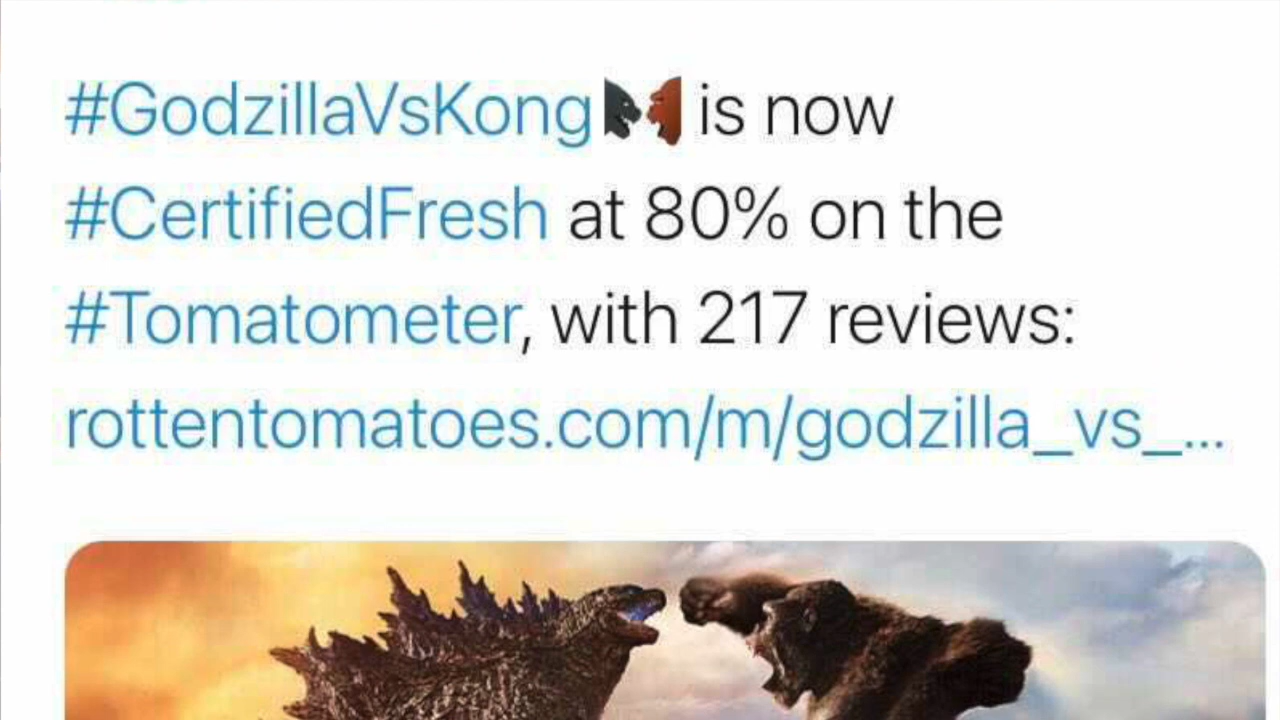 #GodzillaVsKong is now
#CertifiedFresh at 80% on the
#Tomatometer, with 217 reviews:
rottentomatoes.com/m/godzilla_vs_...